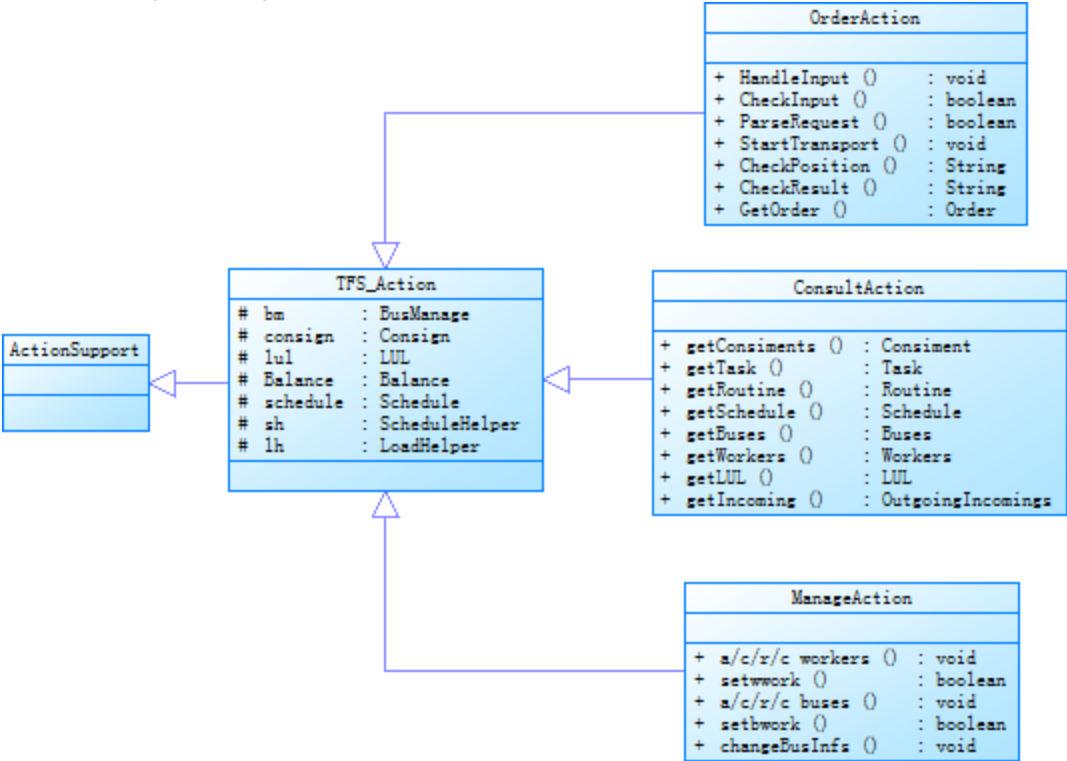 OrderAction
+ HandleInput () : void
+ CheckInput () : boolean
+ ParseRequest () : boolean
+ StartTransport () : void
+ CheckPosition () : String
+ CheckResult () : String
+ GetOrder () : Order
ActionSupport
TFS_Action
# bm : BusManage
# consign : Consign
# lul : LUL
# Balance : Balance
# schedule : Schedule
# sh : ScheduleHelper
# lh : LoadHelper
ConsultAction
+ getConsiments () : Consiment
+ getTask () : Task
+ getRoutine () : Routine
+ getSchedule () : Schedule
+ getBuses () : Buses
+ getWorkers () : Workers
+ getLUL () : LUL
+ getIncoming () : OutgoingIncomings
ManageAction
+ a/c/r/c workers () : void
+ setwwork () : boolean
+ a/c/r/c buses () : void
+ setbwork () : boolean
+ changeBusInfs () : void